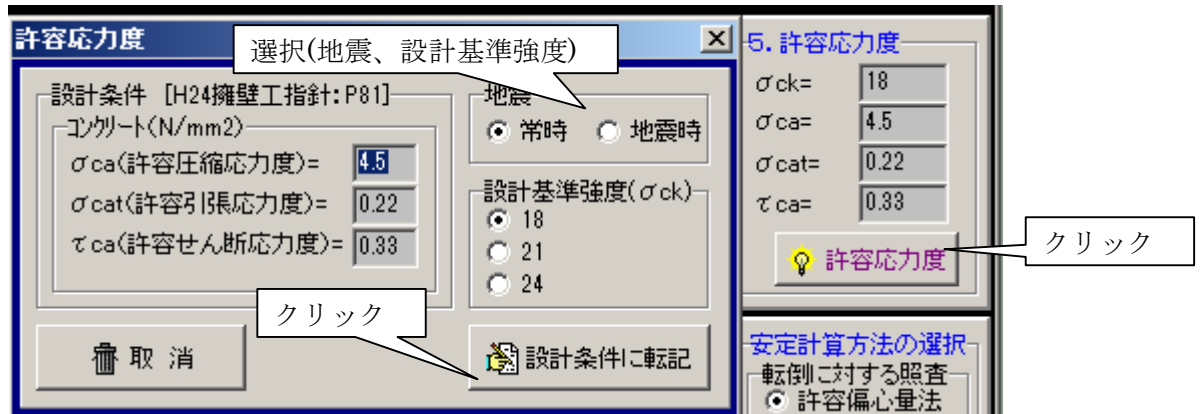 許容応力度
選択(地震、設計基準強度)
設計条件 [H24擁壁工指針:P81]
コンクリート(N/mm2)
σca(許容圧縮応力度)= 4.5
σcat(許容引張応力度)= 0.22
τca(許容せん断応力度)= 0.33
地震
常時 地震時
設計基準強度(σck)
18
21
24
クリック
取 消
設計条件に転記
5. 許容応力度
σck= 18
σca= 4.5
σcat= 0.22
τca= 0.33
許容応力度
クリック
安定計算方法の選択
転倒に対する照査
許容偏心量法